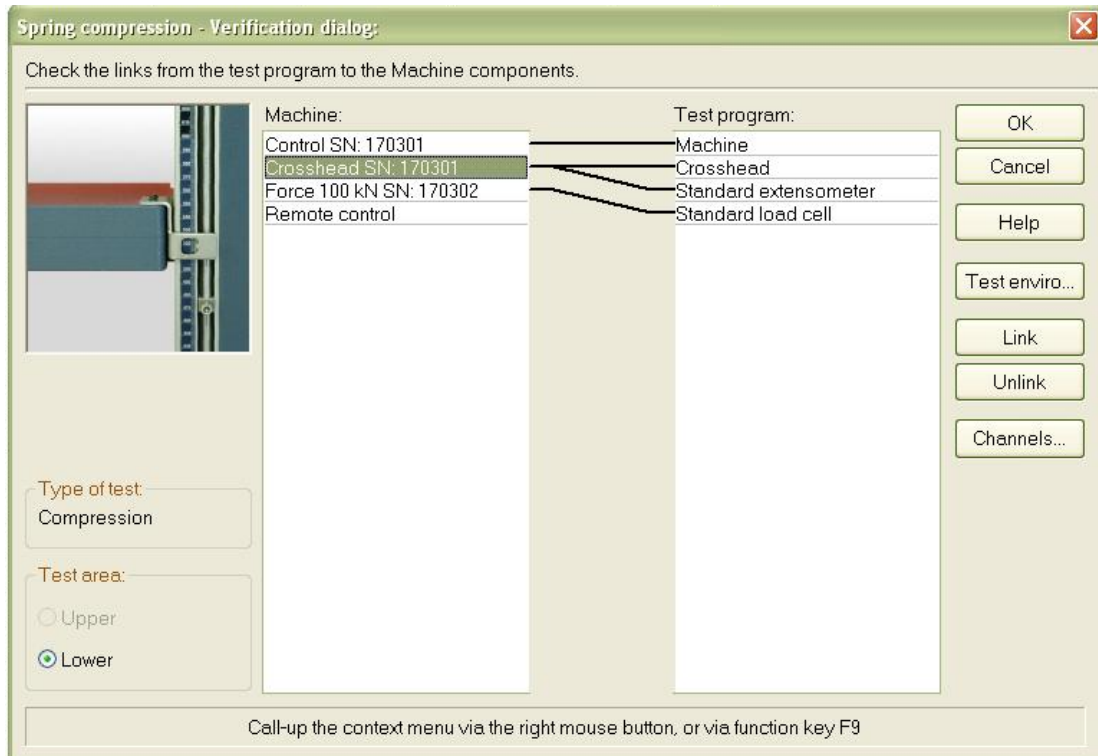 Spring compression - Verification dialog:
Check the links from the test program to the Machine components.
Machine:
Control SN: 170301
Crosshead SN: 170301
Force 100 kN SN: 170302
Remote control
Test program:
Machine
Crosshead
Standard extensometer
Standard load cell
OK
Cancel
Help
Test enviro...
Link
Unlink
Channels...
Type of test:
Compression
Test area:
Upper
Lower
Call-up the context menu via the right mouse button, or via function key F9